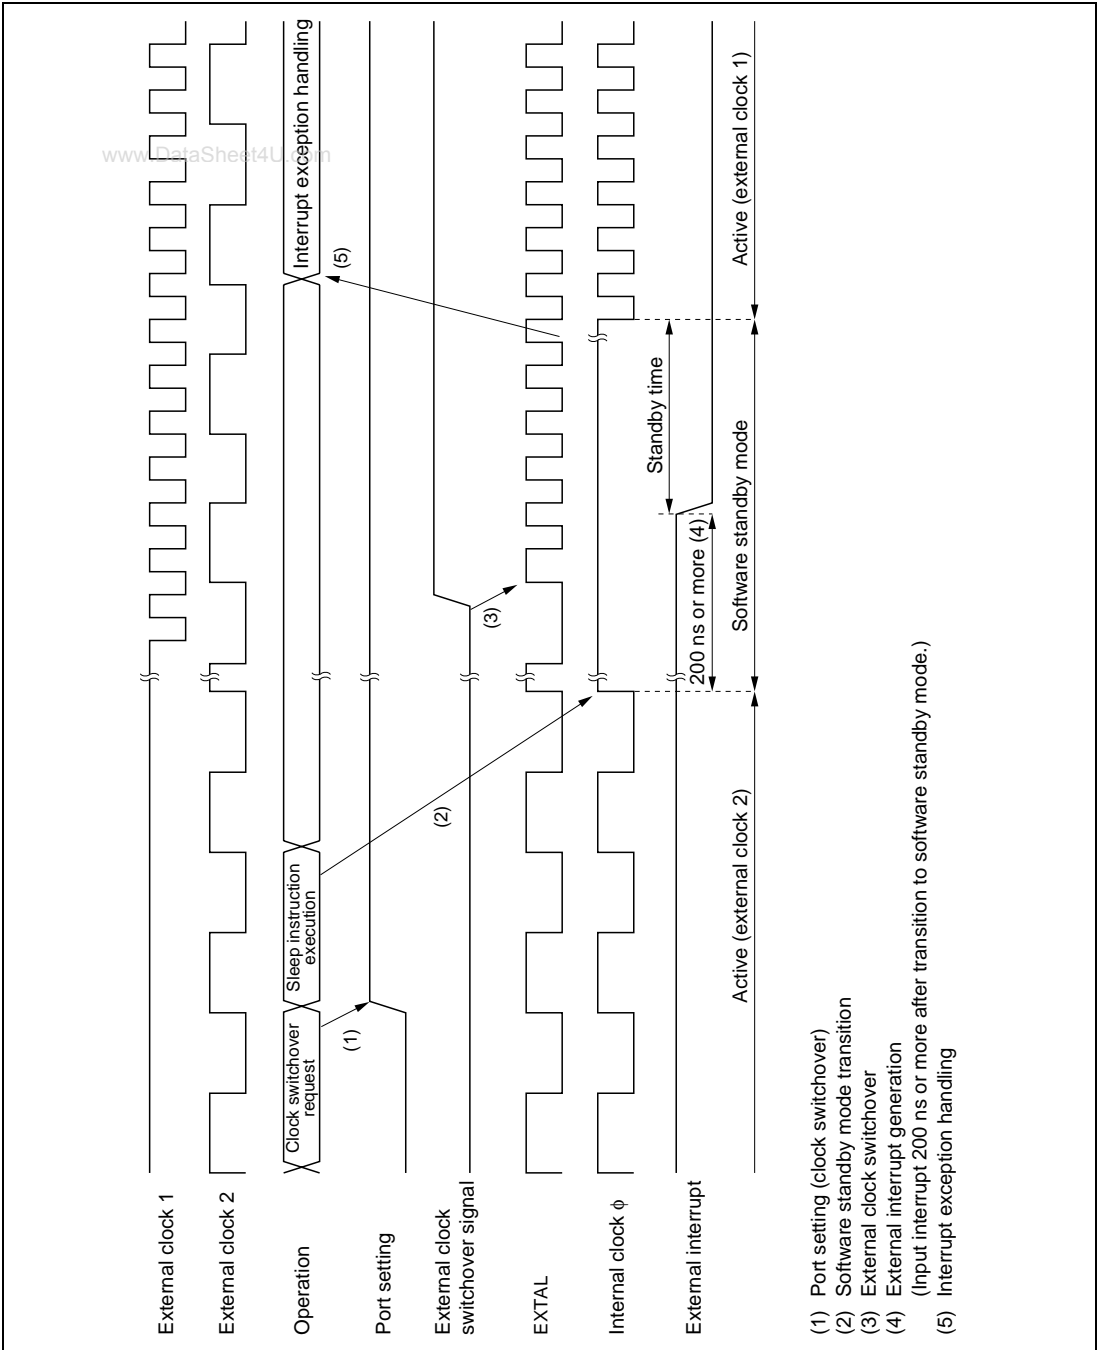 External clock 1
External clock 2
Operation
Clock switchover
request
Sleep instruction
execution
Interrupt exception handling
Port setting
(1)
External clock
switchover signal
(2)
(3)
(5)
EXTAL
Internal clock φ
External interrupt
200 ns or more (4)
Standby time
Active (external clock 2)
Software standby mode
Active (external clock 1)
(1) Port setting (clock switchover)
(2) Software standby mode transition
(3) External clock switchover
(4) External interrupt generation
(Input interrupt 200 ns or more after transition to software standby mode.)
(5) Interrupt exception handling
www.DataSheet4U.com